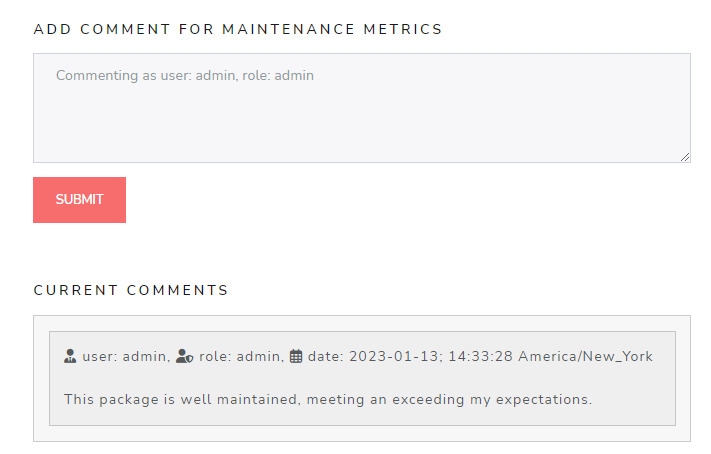 ADD COMMENT FOR MAINTENANCE METRICS
Commenting as user: admin, role: admin
SUBMIT
CURRENT COMMENTS
user: admin, role: admin, date: 2023-01-13; 14:33:28 America/New_York
This package is well maintained, meeting an exceeding my expectations.